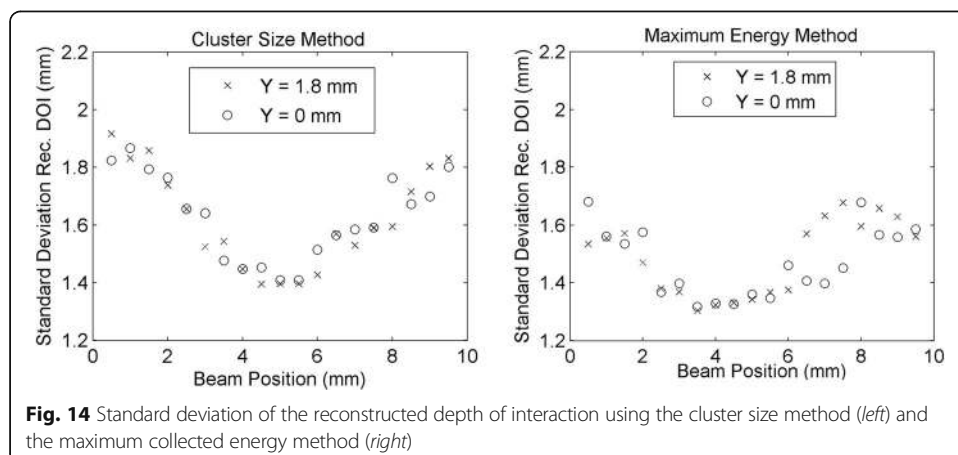 Cluster Size Method
Standard Deviation Rec. DOI (mm)
2.2
2
1.8
1.6
1.4
1.2
× Y = 1.8 mm
○ Y = 0 mm
0 2 4 6 8 10
Beam Position (mm)
Maximum Energy Method
Standard Deviation Rec. DOI (mm)
2.2
2
1.8
1.6
1.4
1.2
× Y = 1.8 mm
○ Y = 0 mm
0 2 4 6 8 10
Beam Position (mm)
Fig. 14 Standard deviation of the reconstructed depth of interaction using the cluster size method (left) and
the maximum collected energy method (right)